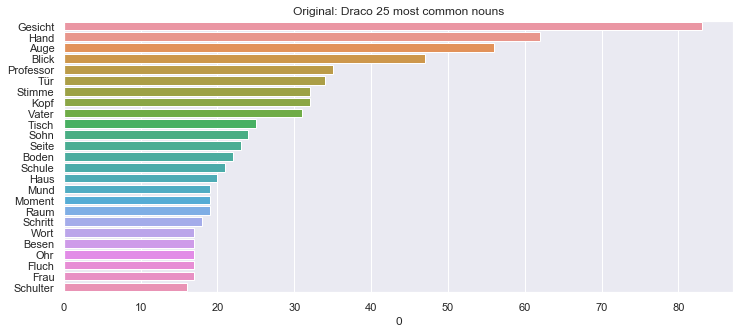 Original: Draco 25 most common nouns
Gesicht
Hand
Auge
Blick
Professor
Tür
Stimme
Kopf
Vater
Tisch
Sohn
Seite
Boden
Schule
Haus
Mund
Moment
Raum
Schritt
Wort
Besen
Ohr
Fluch
Frau
Schulter
0 10 20 30 40 50 60 70 80
0